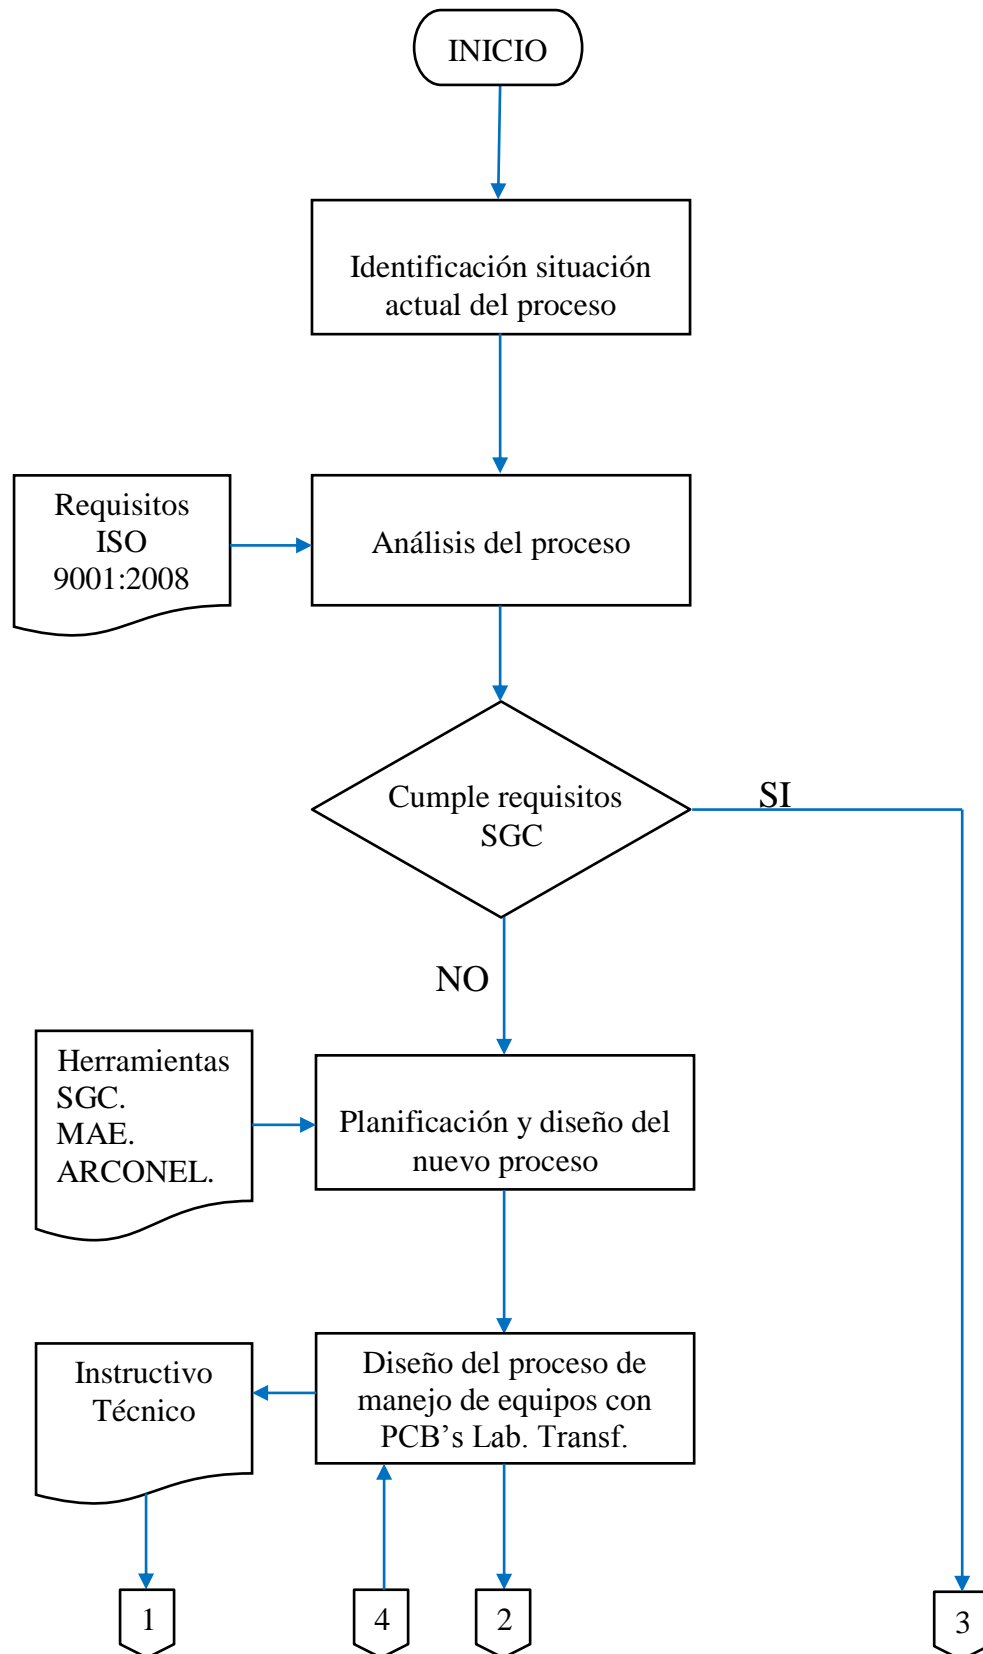 INICIO
Identificación situación
actual del proceso
Requisitos
ISO
9001:2008
Análisis del proceso
Cumple requisitos
SGC
SI
NO
Herramientas
SGC.
MAE.
ARCONEL.
Planificación y diseño del
nuevo proceso
Instructivo
Técnico
Diseño del proceso de
manejo de equipos con
PCB’s Lab. Transf.
1
4
2
3